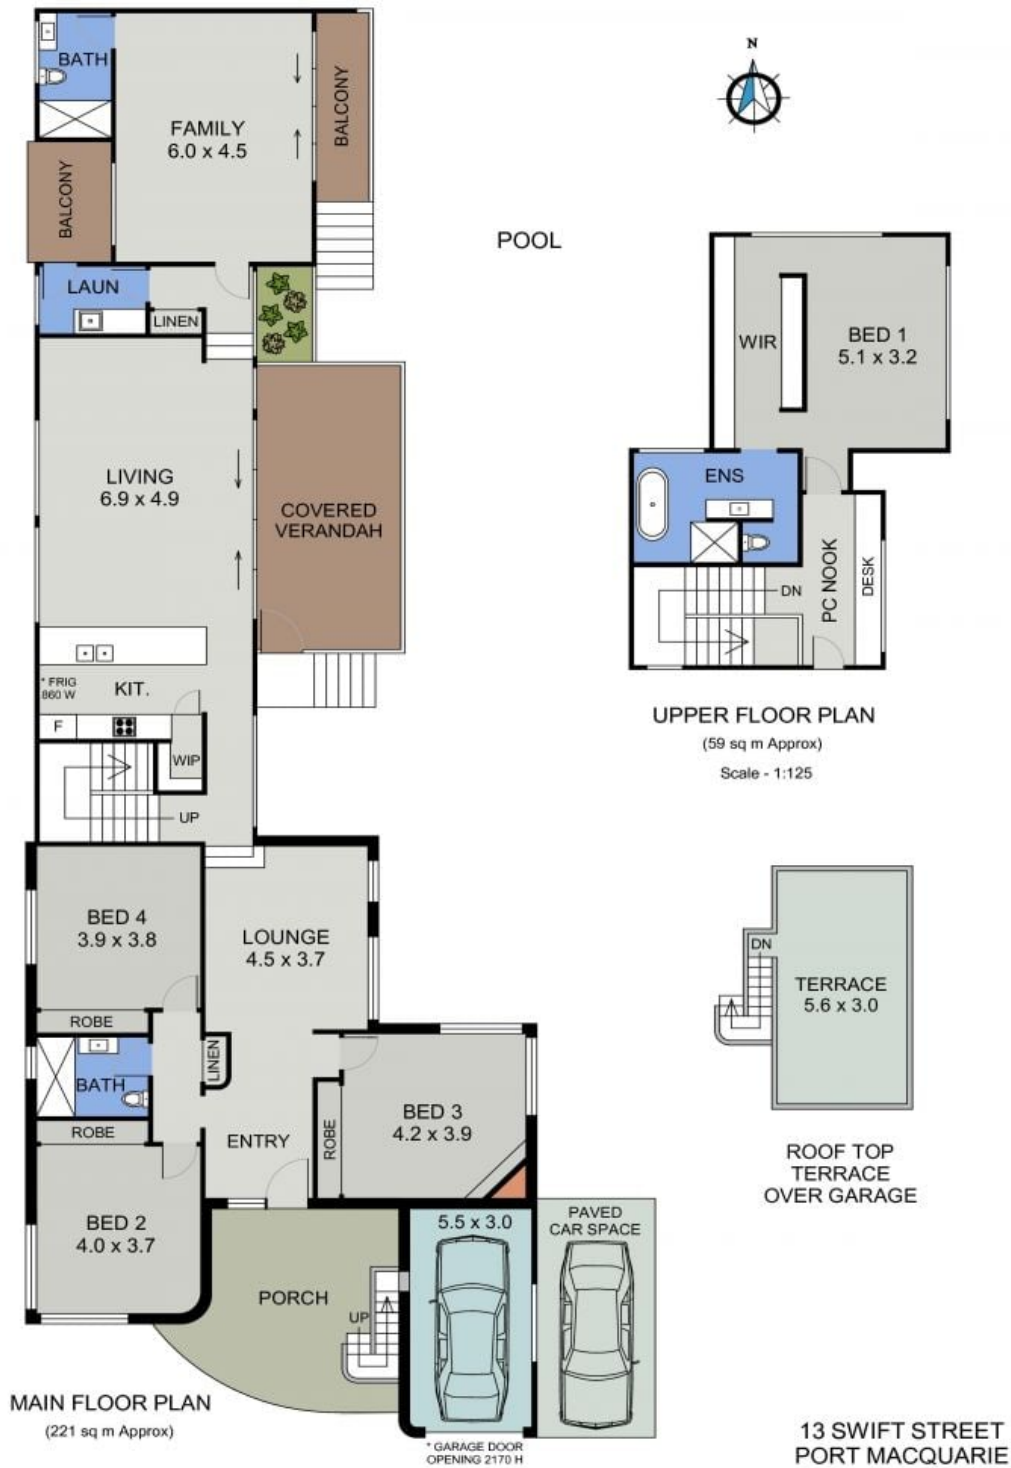 BATH
FAMILY
6.0 x 4.5
BALCONY
BALCONY
LAUN
LINEN
LIVING
6.9 x 4.9
COVERED
VERANDAH
* FRIG
860 W
KIT.
F
WIP
UP
BED 4
3.9 x 3.8
LOUNGE
4.5 x 3.7
ROBE
LINEN
BATH
ROBE
ENTRY
ROBE
BED 3
4.2 x 3.9
BED 2
4.0 x 3.7
PORCH
UP
5.5 x 3.0
PAVED
CAR SPACE
* GARAGE DOOR
OPENING 2170 H
MAIN FLOOR PLAN
(221 sq m Approx)
N
POOL
WIR
BED 1
5.1 x 3.2
ENS
PC NOOK
DESK
DN
UPPER FLOOR PLAN
(59 sq m Approx)
Scale - 1:125
DN
TERRACE
5.6 x 3.0
ROOF TOP
TERRACE
OVER GARAGE
13 SWIFT STREET
PORT MACQUARIE